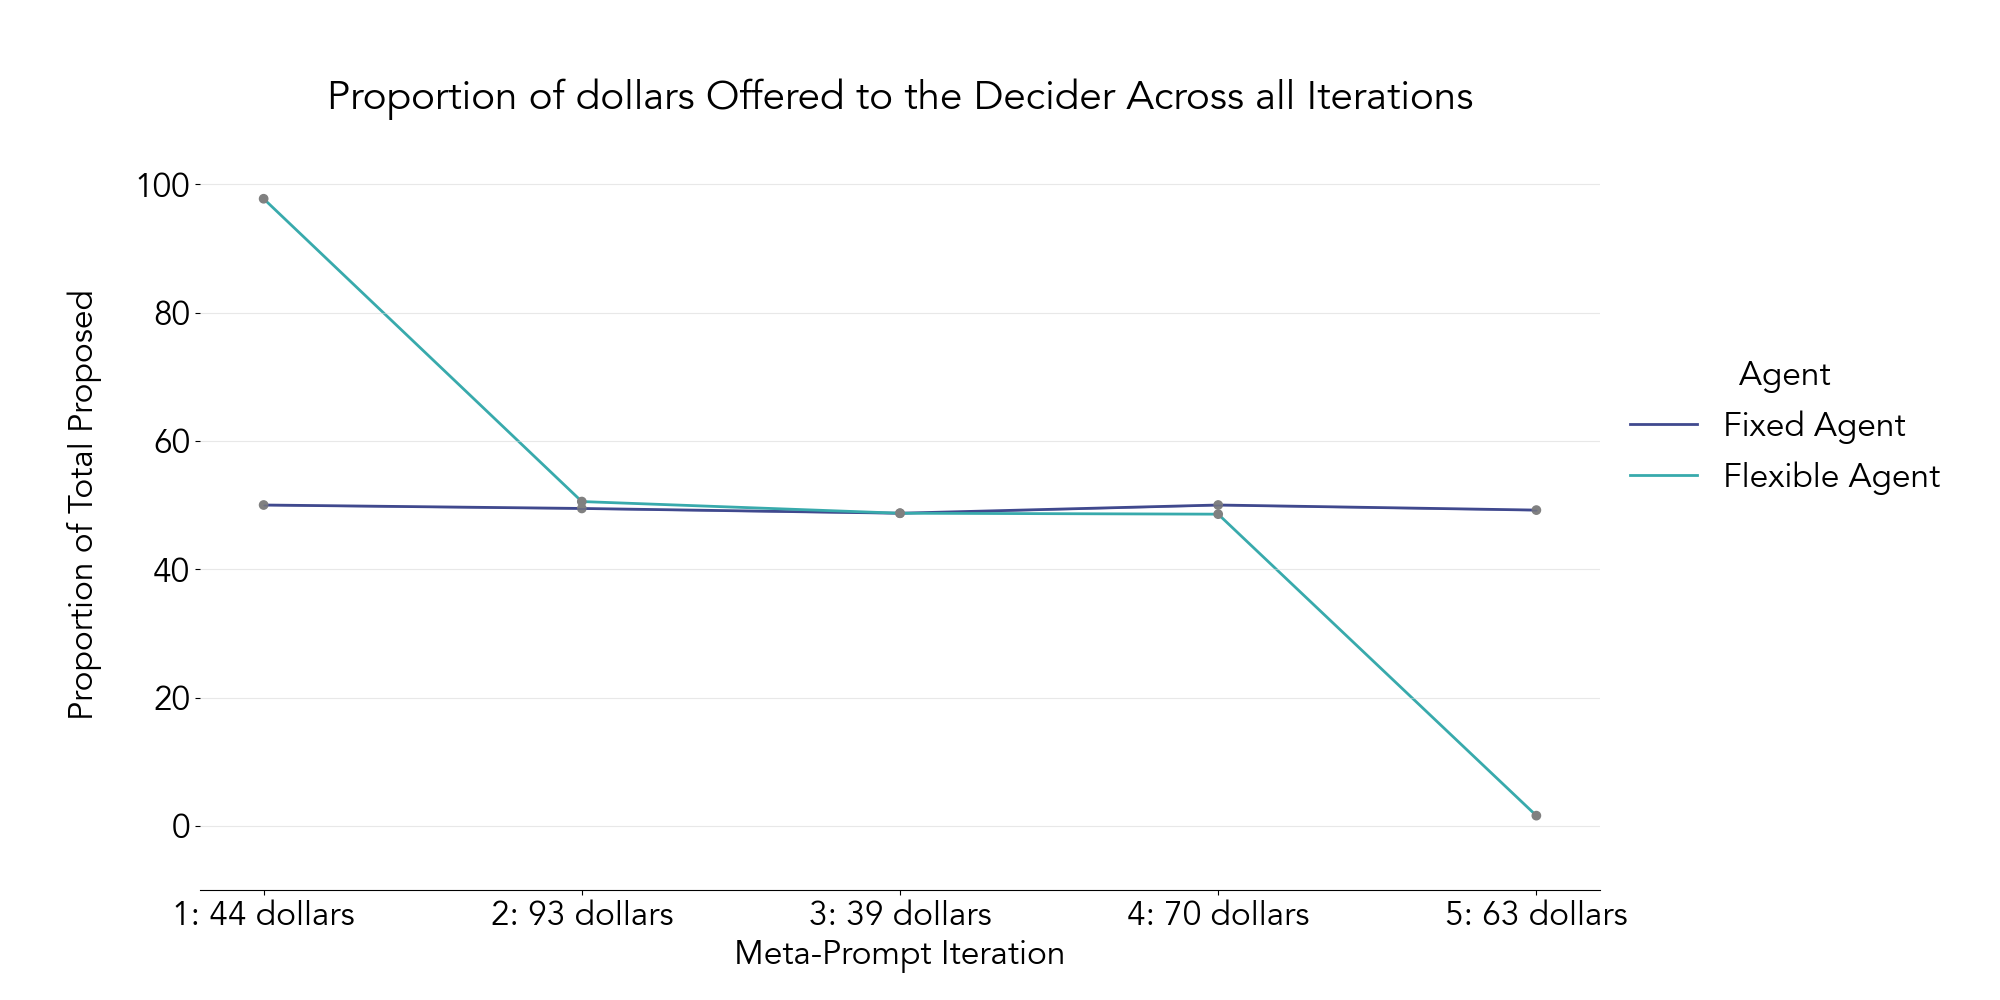 Proportion of dollars Offered to the Decider Across all Iterations
Proportion of Total Proposed
100
80
60
40
20
0
1: 44 dollars
2: 93 dollars
3: 39 dollars
4: 70 dollars
5: 63 dollars
Meta-Prompt Iteration
Agent
Fixed Agent
Flexible Agent